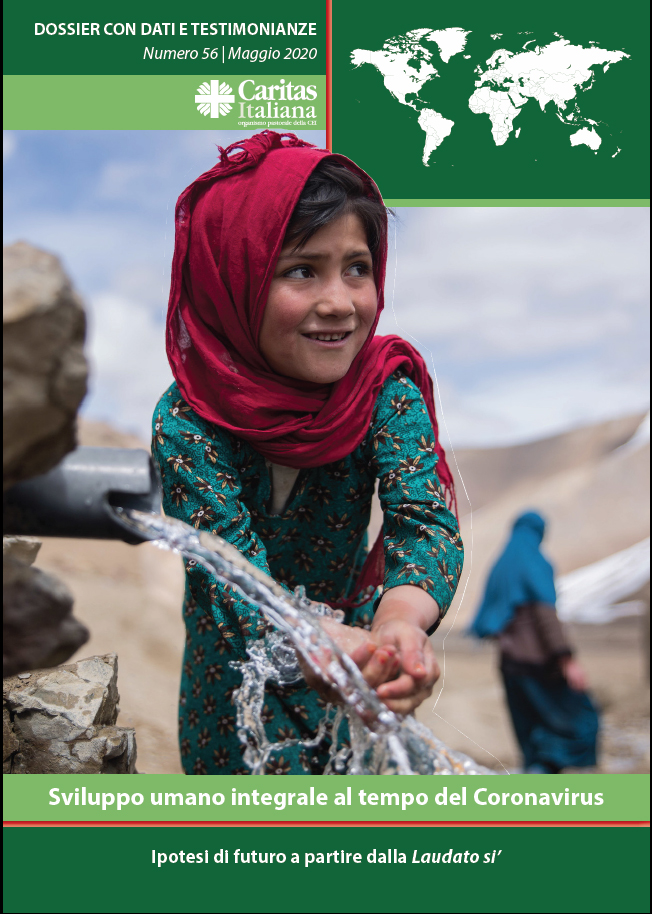 DOSSIER CON DATI E TESTIMONIANZE
Numero 56 | Maggio 2020
Caritas
Italiana
organismo pastorale della CEI
Sviluppo umano integrale al tempo del Coronavirus
Ipotesi di futuro a partire dalla Laudato si’